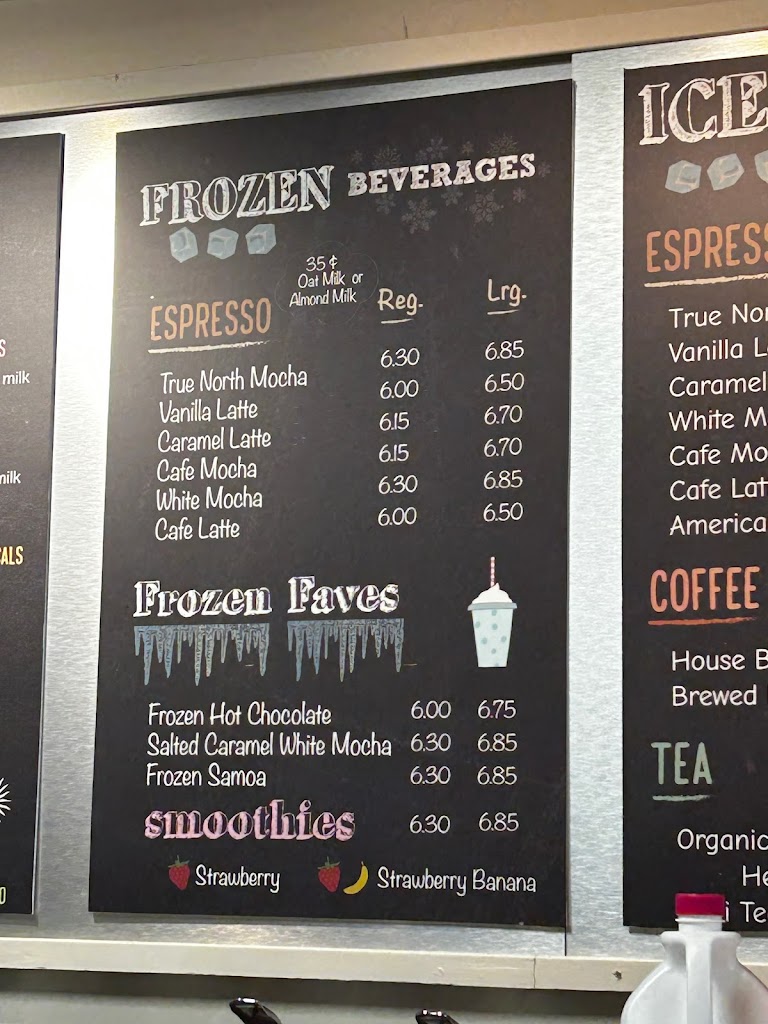 S
milk
milk
CALS
O
FROZEN BEVERAGES
35 ¢
Oat Milk or
Almond Milk
ESPRESSO Reg. Lrg.
True North Mocha 6.30 6.85
Vanilla Latte 6.00 6.50
Caramel Latte 6.15 6.70
Cafe Mocha 6.15 6.70
White Mocha 6.30 6.85
Cafe Latte 6.00 6.50
Frozen Faves
Frozen Hot Chocolate 6.00 6.75
Salted Caramel White Mocha 6.30 6.85
Frozen Samoa 6.30 6.85
smoothies 6.30 6.85
Strawberry Strawberry Banana
ICE
ESPRESS
True Nor
Vanilla L
Caramel
White M
Cafe Mo
Cafe Lat
America
COFFEE
House B
Brewed
TEA
Organic
He
i Te